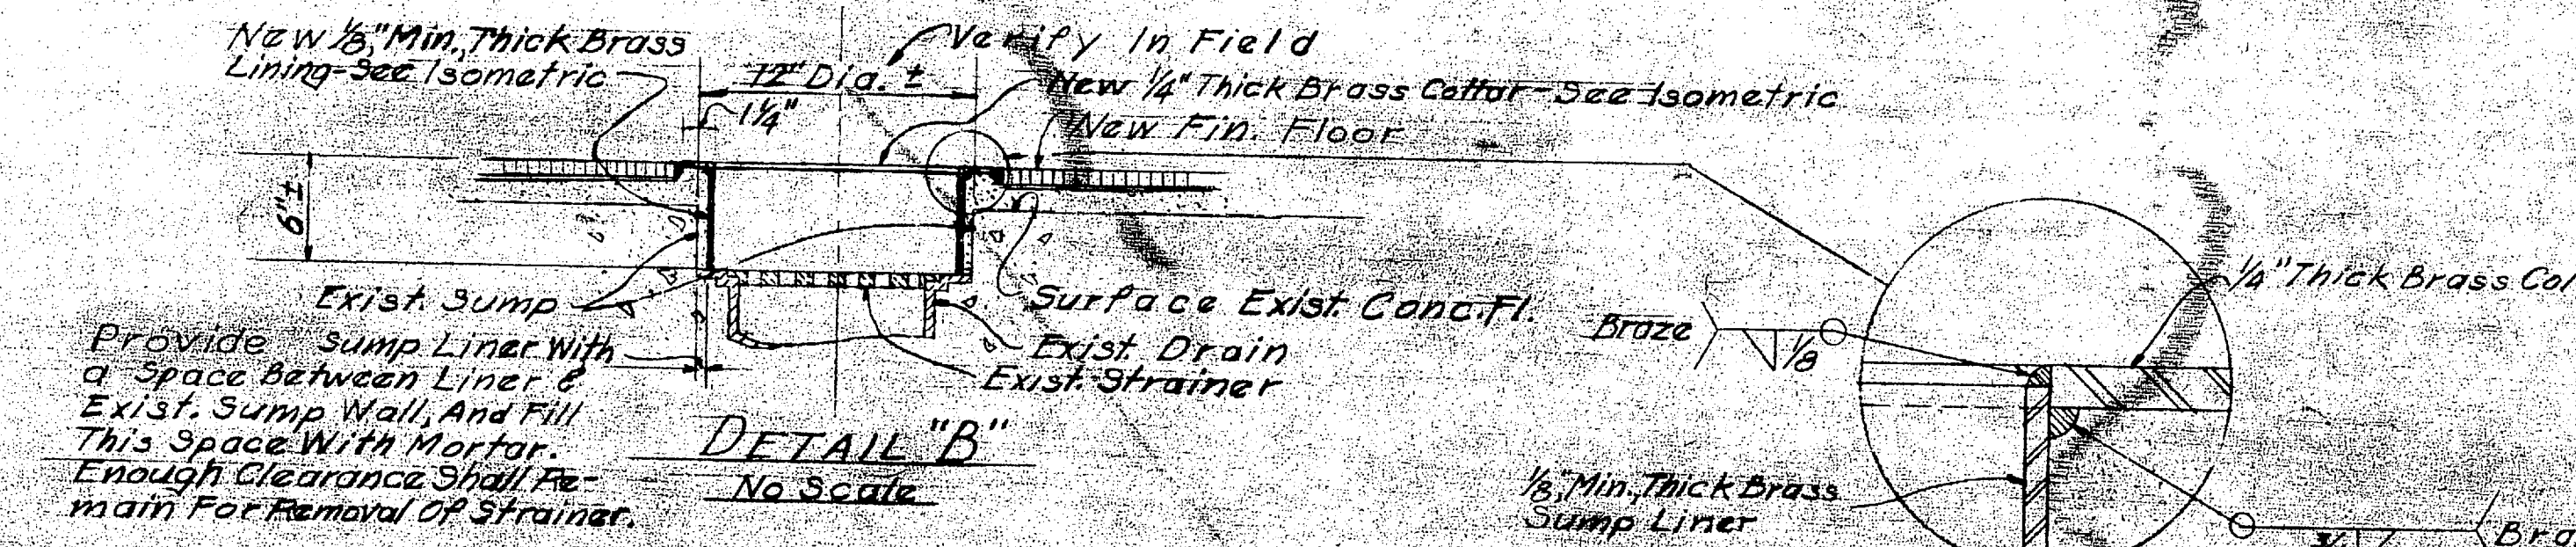 New 1/8" Min., Thick Brass
Lining-See Isometric
Verify In Field
12" Dia. ±
1 1/4"
New 1/4" Thick Brass Collar-See Isometric
New Fin. Floor
6"±
Exist. Sump
Surface Exist. Conc. Fl.
Exist. Drain
Exist. Strainer
Provide Sump Liner With
a Space Between Liner &
Exist. Sump Wall, And Fill
This Space With Mortar.
Enough Clearance Shall Re-
main For Removal Of Strainer.
DETAIL "B"
No Scale
Braze
1/8
1/4" Thick Brass Col
1/8" Min., Thick Brass
Sump Liner
Bra